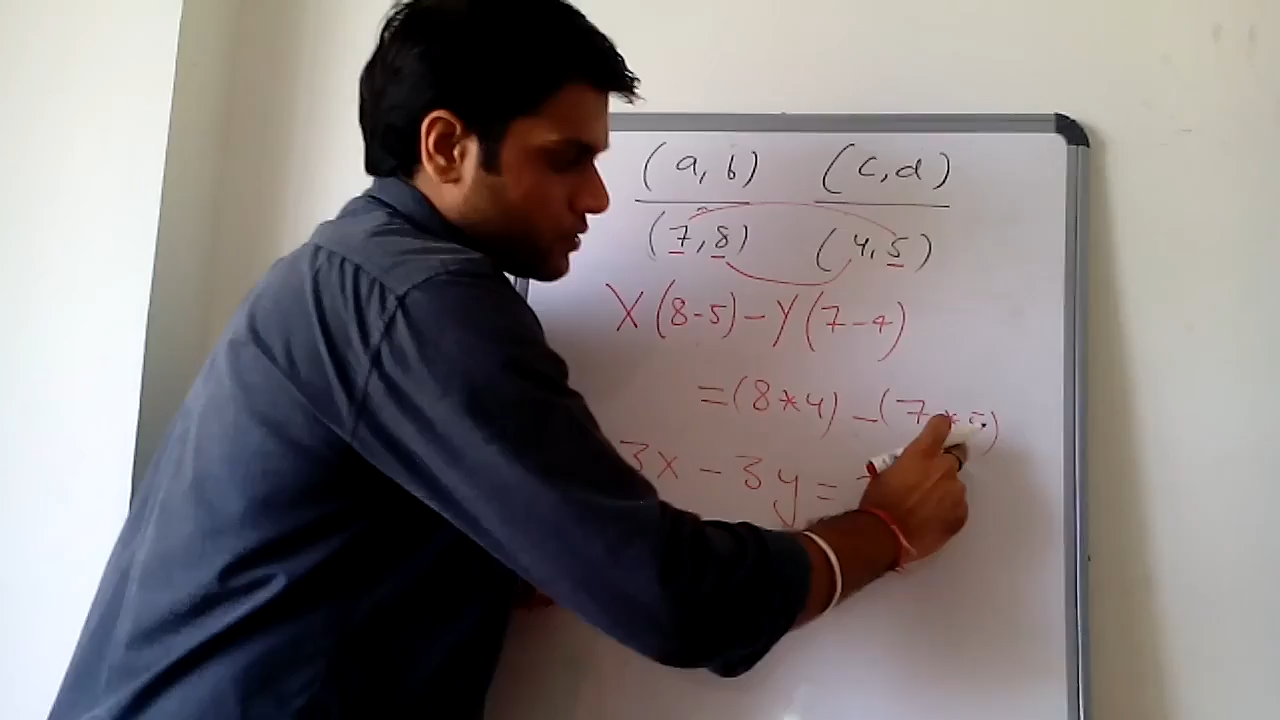 (a, b) (c, d)
(7, 8) (4, 5)
X(8-5)-Y(7-4)
=(8*4)-(7*5)
3x-3y=